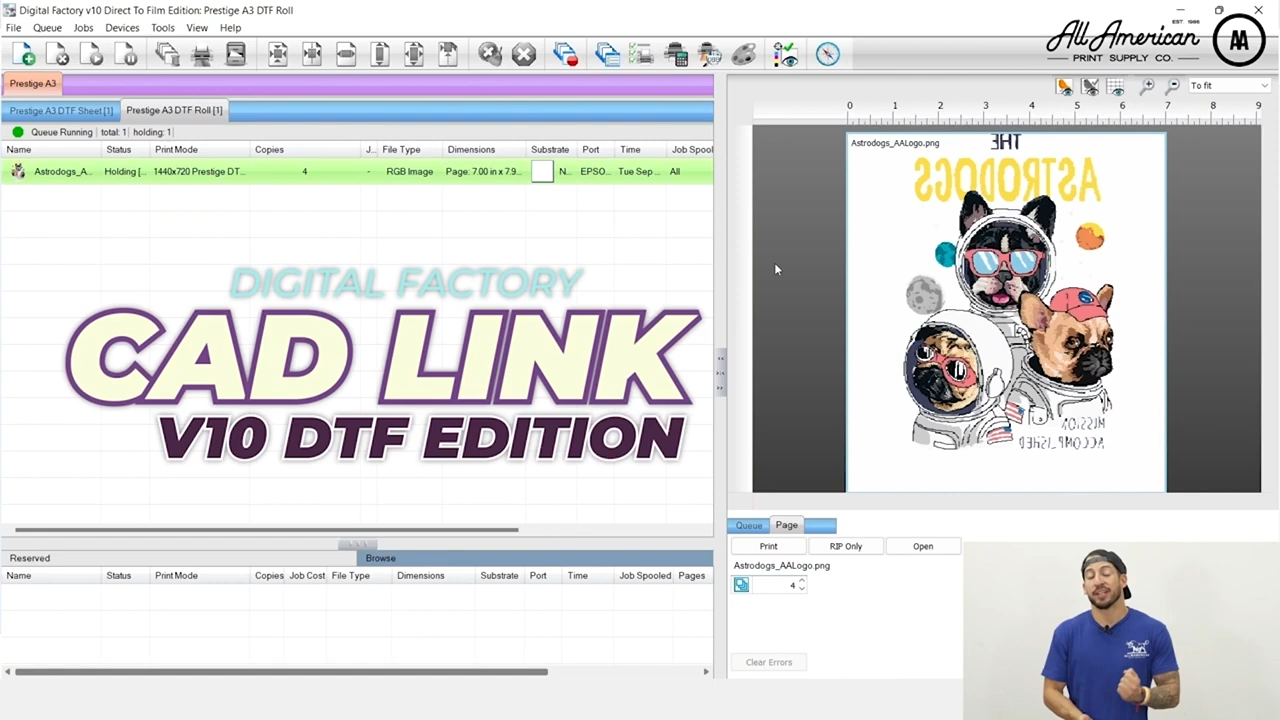 Digital Factory v10 Direct To Film Edition: Prestige A3 DTF Roll
File Queue Jobs Devices Tools View Help
EST. 1986
All American
PRINT SUPPLY CO.
AA
Prestige A3
Prestige A3 DTF Sheet [1] Prestige A3 DTF Roll [1]
Queue Running total: 1 holding: 1
Name Status Print Mode Copies J.. File Type Dimensions Substrate Port Time Job Spool
Astrodogs_A... Holding [... 1440x720 Prestige DT... 4 - RGB Image Page: 7.00 in x 7.9... N... EPSO... Tue Sep ... All
DIGITAL FACTORY
CAD LINK
V10 DTF EDITION
Reserved Browse
Name Status Print Mode Copies Job Cost File Type Dimensions Substrate Port Time Job Spooled Pages
To fit
0 1 2 3 4 5 6 7 8 9
Astrodogs_AALogo.png
THE
ASTRODOGS
MISSION
ACCOMPLISHED
Queue Page
Print RIP Only Open
Astrodogs_AALogo.png
4
Clear Errors